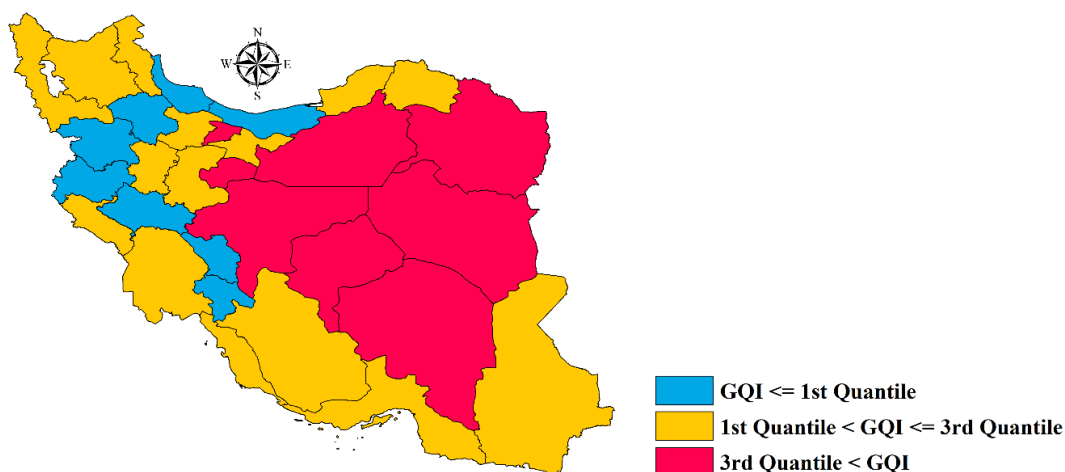 N
W E
S
GQI <= 1st Quantile
1st Quantile < GQI <= 3rd Quantile
3rd Quantile < GQI